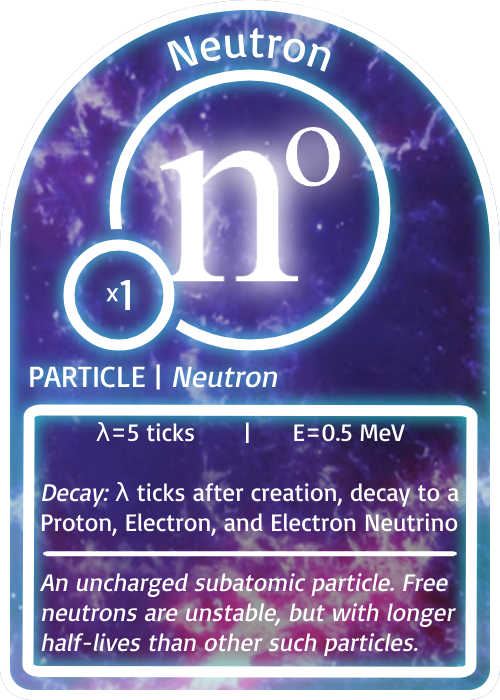 Neutron
n⁰
x1
PARTICLE | Neutron
λ=5 ticks | E=0.5 MeV
Decay: λ ticks after creation, decay to a
Proton, Electron, and Electron Neutrino
An uncharged subatomic particle. Free
neutrons are unstable, but with longer
half-lives than other such particles.